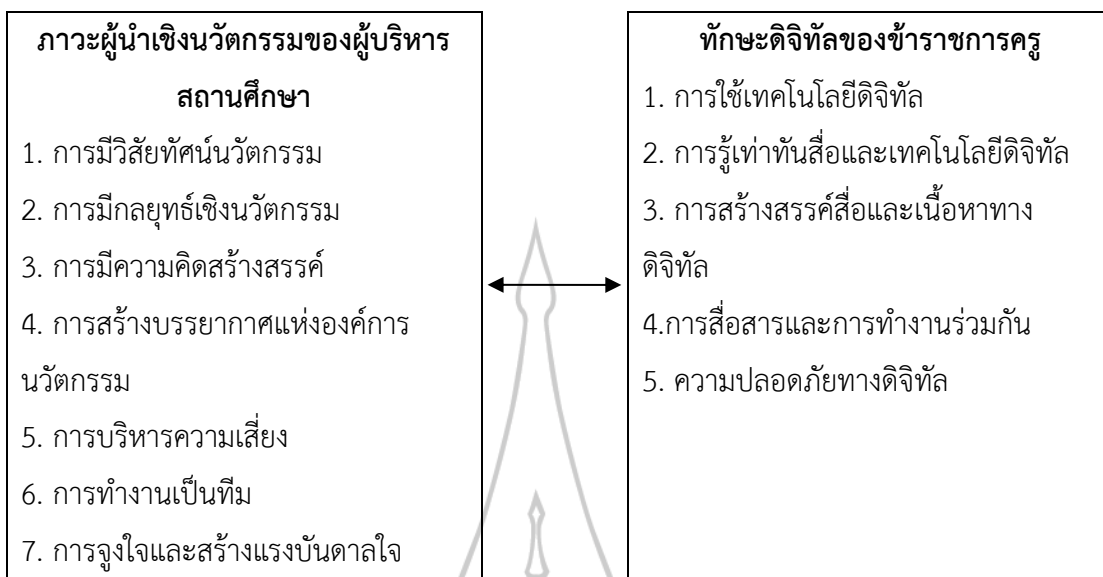 ภาวะผู้นำเชิงนวัตกรรมของผู้บริหาร
สถานศึกษา
1. การมีวิสัยทัศน์นวัตกรรม
2. การมีกลยุทธ์เชิงนวัตกรรม
3. การมีความคิดสร้างสรรค์
4. การสร้างบรรยากาศแห่งองค์การ
นวัตกรรม
5. การบริหารความเสี่ยง
6. การทำงานเป็นทีม
7. การจูงใจและสร้างแรงบันดาลใจ
ทักษะดิจิทัลของข้าราชการครู
1. การใช้เทคโนโลยีดิจิทัล
2. การรู้เท่าทันสื่อและเทคโนโลยีดิจิทัล
3. การสร้างสรรค์สื่อและเนื้อหาทาง
ดิจิทัล
4.การสื่อสารและการทำงานร่วมกัน
5. ความปลอดภัยทางดิจิทัล